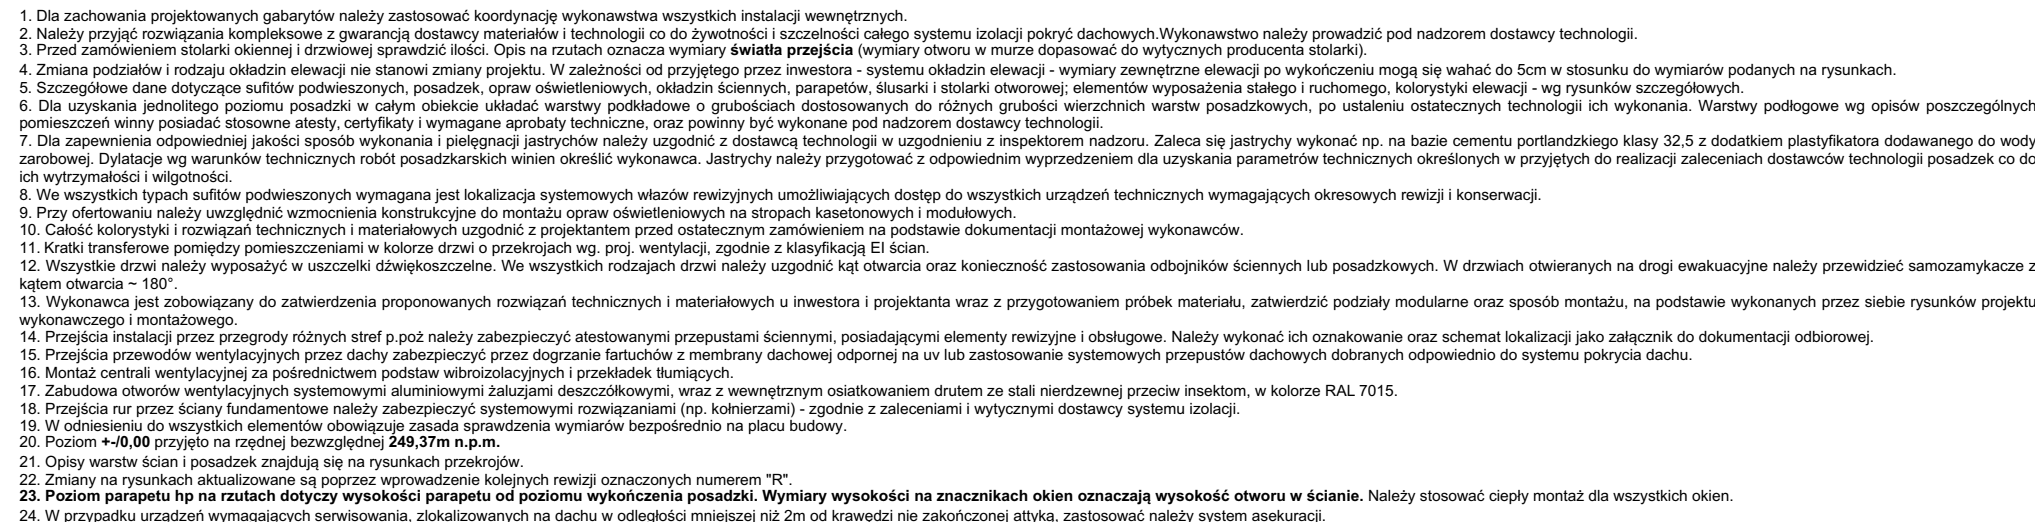 1. Dla zachowania projektowanych gabarytów należy zastosować koordynację wykonawstwa wszystkich instalacji wewnętrznych.
2. Należy przyjąć rozwiązania kompleksowe z gwarancją dostawcy materiałów i technologii co do żywotności i szczelności całego systemu izolacji pokryć dachowych.Wykonawstwo należy prowadzić pod nadzorem dostawcy technologii.
3. Przed zamówieniem stolarki okiennej i drzwiowej sprawdzić ilości. Opis na rzutach oznacza wymiary światła przejścia (wymiary otworu w murze dopasować do wytycznych producenta stolarki).
4. Zmiana podziałów i rodzaju okładzin elewacji nie stanowi zmiany projektu. W zależności od przyjętego przez inwestora - systemu okładzin elewacji - wymiary zewnętrzne elewacji po wykończeniu mogą się wahać do 5cm w stosunku do wymiarów podanych na rysunkach.
5. Szczegółowe dane dotyczące sufitów podwieszonych, posadzek, opraw oświetleniowych, okładzin ściennych, parapetów, ślusarki i stolarki otworowej; elementów wyposażenia stałego i ruchomego, kolorystyki elewacji - wg rysunków szczegółowych.
6. Dla uzyskania jednolitego poziomu posadzki w całym obiekcie układać warstwy podkładowe o grubościach dostosowanych do różnych grubości wierzchnich warstw posadzkowych, po ustaleniu ostatecznych technologii ich wykonania. Warstwy podłogowe wg opisów poszczególnych
pomieszczeń winny posiadać stosowne atesty, certyfikaty i wymagane aprobaty techniczne, oraz powinny być wykonane pod nadzorem dostawcy technologii.
7. Dla zapewnienia odpowiedniej jakości sposób wykonania i pielęgnacji jastrychów należy uzgodnić z dostawcą technologii w uzgodnieniu z inspektorem nadzoru. Zaleca się jastrychy wykonać np. na bazie cementu portlandzkiego klasy 32,5 z dodatkiem plastyfikatora dodawanego do wody
zarobowej. Dylatacje wg warunków technicznych robót posadzkarskich winien określić wykonawca. Jastrychy należy przygotować z odpowiednim wyprzedzeniem dla uzyskania parametrów technicznych określonych w przyjętych do realizacji zaleceniach dostawców technologii posadzek co do
ich wytrzymałości i wilgotności.
8. We wszystkich typach sufitów podwieszonych wymagana jest lokalizacja systemowych włazów rewizyjnych umożliwiających dostęp do wszystkich urządzeń technicznych wymagających okresowych rewizji i konserwacji.
9. Przy ofertowaniu należy uwzględnić wzmocnienia konstrukcyjne do montażu opraw oświetleniowych na stropach kasetonowych i modułowych.
10. Całość kolorystyki i rozwiązań technicznych i materiałowych uzgodnić z projektantem przed ostatecznym zamówieniem na podstawie dokumentacji montażowej wykonawców.
11. Kratki transferowe pomiędzy pomieszczeniami w kolorze drzwi o przekrojach wg. proj. wentylacji, zgodnie z klasyfikacją EI ścian.
12. Wszystkie drzwi należy wyposażyć w uszczelki dźwiękoszczelne. We wszystkich rodzajach drzwi należy uzgodnić kąt otwarcia oraz konieczność zastosowania odbojników ściennych lub posadzkowych. W drzwiach otwieranych na drogi ewakuacyjne należy przewidzieć samozamykacze z
kątem otwarcia ~ 180°.
13. Wykonawca jest zobowiązany do zatwierdzenia proponowanych rozwiązań technicznych i materiałowych u inwestora i projektanta wraz z przygotowaniem próbek materiału, zatwierdzić podziały modularne oraz sposób montażu, na podstawie wykonanych przez siebie rysunków projektu
wykonawczego i montażowego.
14. Przejścia instalacji przez przegrody różnych stref p.poż należy zabezpieczyć atestowanymi przepustami ściennymi, posiadającymi elementy rewizyjne i obsługowe. Należy wykonać ich oznakowanie oraz schemat lokalizacji jako załącznik do dokumentacji odbiorowej.
15. Przejścia przewodów wentylacyjnych przez dachy zabezpieczyć przez dogrzanie fartuchów z membrany dachowej odpornej na uv lub zastosowanie systemowych przepustów dachowych dobranych odpowiednio do systemu pokrycia dachu.
16. Montaż centrali wentylacyjnej za pośrednictwem podstaw wibroizolacyjnych i przekładek tłumiących.
17. Zabudowa otworów wentylacyjnych systemowymi aluminiowymi żaluzjami deszczółkowymi, wraz z wewnętrznym osiatkowaniem drutem ze stali nierdzewnej przeciw insektom, w kolorze RAL 7015.
18. Przejścia rur przez ściany fundamentowe należy zabezpieczyć systemowymi rozwiązaniami (np. kołnierzami) - zgodnie z zaleceniami i wytycznymi dostawcy systemu izolacji.
19. W odniesieniu do wszystkich elementów obowiązuje zasada sprawdzenia wymiarów bezpośrednio na placu budowy.
20. Poziom +-/0,00 przyjęto na rzędnej bezwzględnej 249,37m n.p.m.
21. Opisy warstw ścian i posadzek znajdują się na rysunkach przekrojów.
22. Zmiany na rysunkach aktualizowane są poprzez wprowadzenie kolejnych rewizji oznaczonych numerem "R".
23. Poziom parapetu hp na rzutach dotyczy wysokości parapetu od poziomu wykończenia posadzki. Wymiary wysokości na znacznikach okien oznaczają wysokość otworu w ścianie. Należy stosować ciepły montaż dla wszystkich okien.
24. W przypadku urządzeń wymagających serwisowania, zlokalizowanych na dachu w odległości mniejszej niż 2m od krawędzi nie zakończonej attyką, zastosować należy system asekuracji.